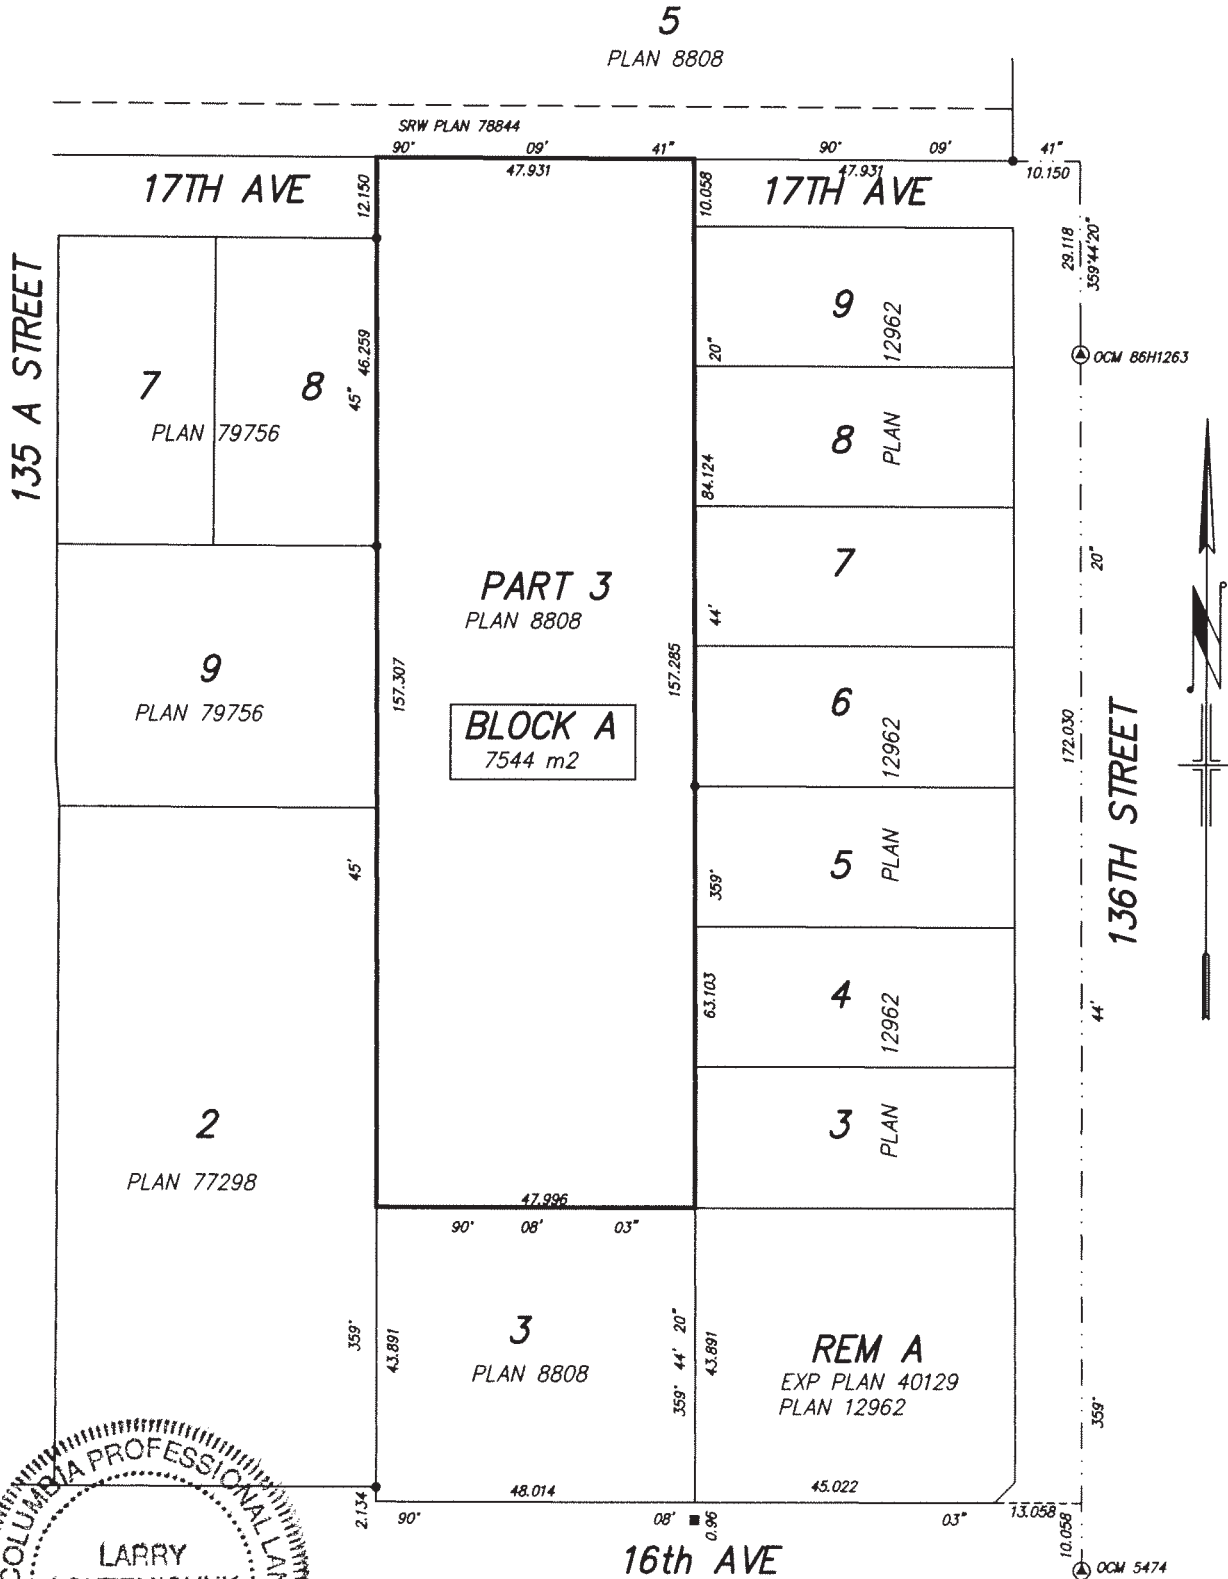 5
PLAN 8808
SRW PLAN 78844
90° 09' 41" 90° 09' 41"
47.931 47.931 10.150
17TH AVE 17TH AVE
12.150
10.058
29.118
359°44'20"
135 A STREET
7
8
PLAN 79756
46.259
45"
9
12962
20"
OCM 86H1263
8
PLAN
84.124
PART 3
PLAN 8808
7
44'
20"
9
PLAN 79756
157.307
157.285
BLOCK A
7544 m2
6
12962
172.030
136TH STREET
45'
5
PLAN
359°
4
12962
63.103
44'
2
PLAN 77298
3
PLAN
47.996
90° 08' 03"
359°
43.891
3
PLAN 8808
359° 44' 20"
43.891
REM A
EXP PLAN 40129
PLAN 12962
359°
48.014
45.022
2.134
90° 08' 03"
0.96
13.058
10.058
16th AVE
OCM 5474
COLUMBIA PROFESSIONAL LAN
LARRY